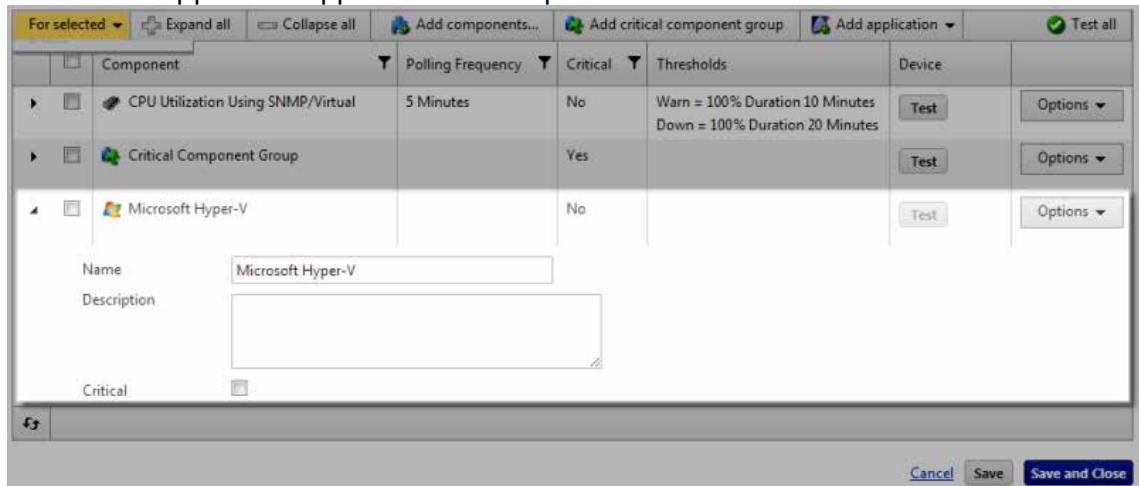 For selected Expand all Collapse all Add components... Add critical component group Add application Test all
Component Polling Frequency Critical Thresholds Device
CPU Utilization Using SNMP/Virtual 5 Minutes No Warn = 100% Duration 10 Minutes Test Options
Down = 100% Duration 20 Minutes
Critical Component Group Yes Test Options
Microsoft Hyper-V No Test Options
Name Microsoft Hyper-V
Description
Critical
Cancel Save Save and Close